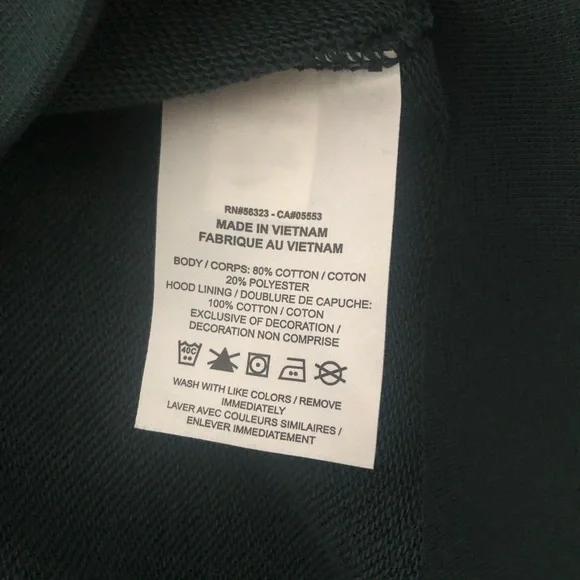 RN#56323 - CA#05553
MADE IN VIETNAM
FABRIQUE AU VIETNAM
BODY / CORPS: 80% COTTON / COTON
20% POLYESTER
HOOD LINING / DOUBLURE DE CAPUCHE:
100% COTTON / COTON
EXCLUSIVE OF DECORATION /
DECORATION NON COMPRISE
40C
WASH WITH LIKE COLORS / REMOVE
IMMEDIATELY
LAVER AVEC COULEURS SIMILAIRES /
ENLEVER IMMEDIATEMENT